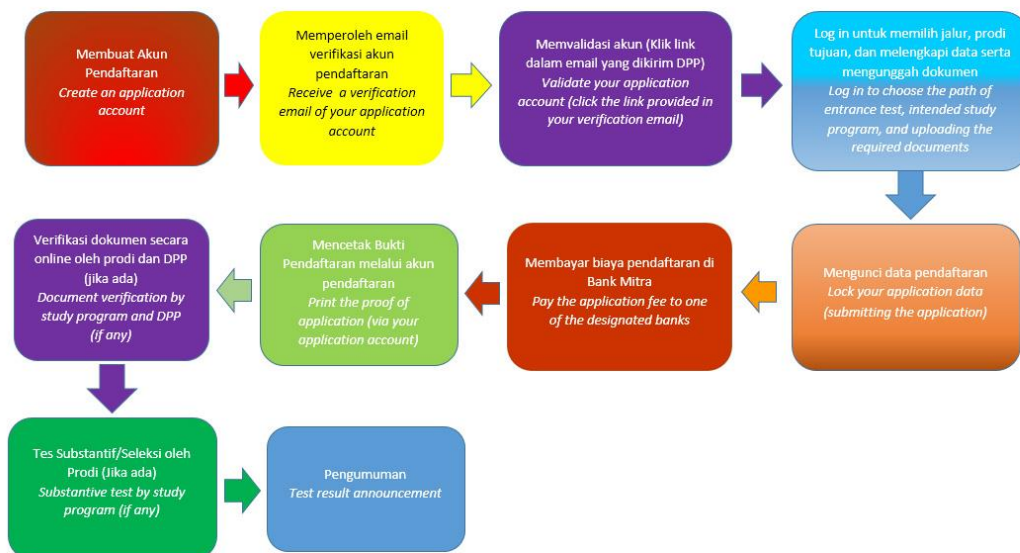 Membuat Akun
Pendaftaran
Create an application
account
Memperoleh email
verifikasi akun
pendaftaran
Receive a verification
email of your application
account
Memvalidasi akun (Klik link
dalam email yang dikirim DPP)
Validate your application
account (click the link provided in
your verification email)
Log in untuk memilih jalur, prodi
tujuan, dan melengkapi data serta
mengunggah dokumen
Log in to choose the path of
entrance test, intended study
program, and uploading the
required documents
Mengunci data pendaftaran
Lock your application data
(submitting the application)
Membayar biaya pendaftaran di
Bank Mitra
Pay the application fee to one
of the designated banks
Mencetak Bukti
Pendaftaran melalui akun
pendaftaran
Print the proof of
application (via your
application account)
Verifikasi dokumen secara
online oleh prodi dan DPP
(jika ada)
Document verification by
study program and DPP
(if any)
Tes Substantif/Seleksi oleh
Prodi (Jika ada)
Substantive test by study
program (if any)
Pengumuman
Test result announcement